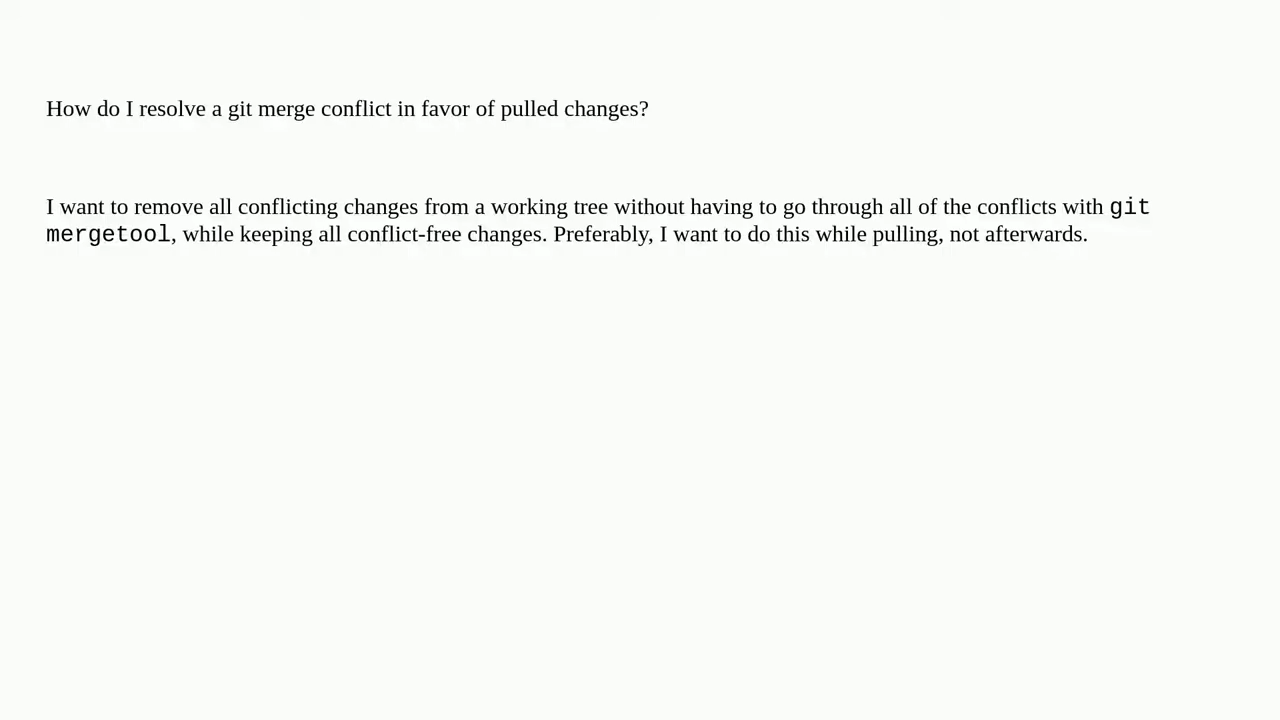 How do I resolve a git merge conflict in favor of pulled changes?
I want to remove all conflicting changes from a working tree without having to go through all of the conflicts with git
mergetool, while keeping all conflict-free changes. Preferably, I want to do this while pulling, not afterwards.